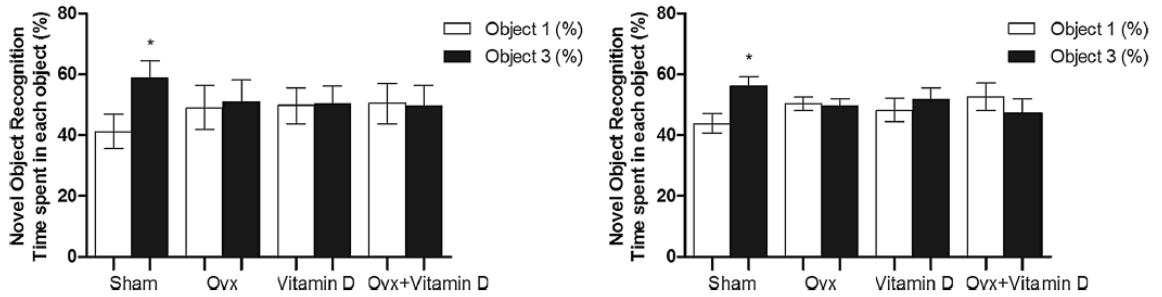 Novel Object Recognition
Time spent in each object (%)
80
60
40
20
0
*
Object 1 (%)
Object 3 (%)
Sham
Ovx
Vitamin D
Ovx+Vitamin D
Novel Object Recognition
Time spent in each object (%)
80
60
40
20
0
*
Object 1 (%)
Object 3 (%)
Sham
Ovx
Vitamin D
Ovx+Vitamin D